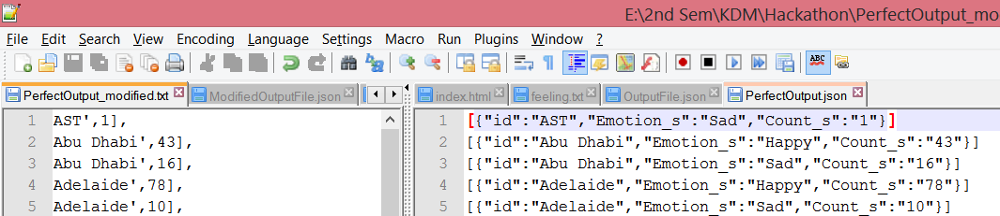 E:\2nd Sem\KDM\Hackathon\PerfectOutput_mo
File Edit Search View Encoding Language Settings Macro Run Plugins Window ?
ABC
PerfectOutput_modified.txt ModifiedOutputFile.json
1 AST',1],
2 Abu Dhabi',43],
3 Abu Dhabi',16],
4 Adelaide',78],
5 Adelaide',10],
index.html feeling.txt OutputFile.json PerfectOutput.json
1 [{"id":"AST","Emotion_s":"Sad","Count_s":"1"}]
2 [{"id":"Abu Dhabi","Emotion_s":"Happy","Count_s":"43"}]
3 [{"id":"Abu Dhabi","Emotion_s":"Sad","Count_s":"16"}]
4 [{"id":"Adelaide","Emotion_s":"Happy","Count_s":"78"}]
5 [{"id":"Adelaide","Emotion_s":"Sad","Count_s":"10"}]